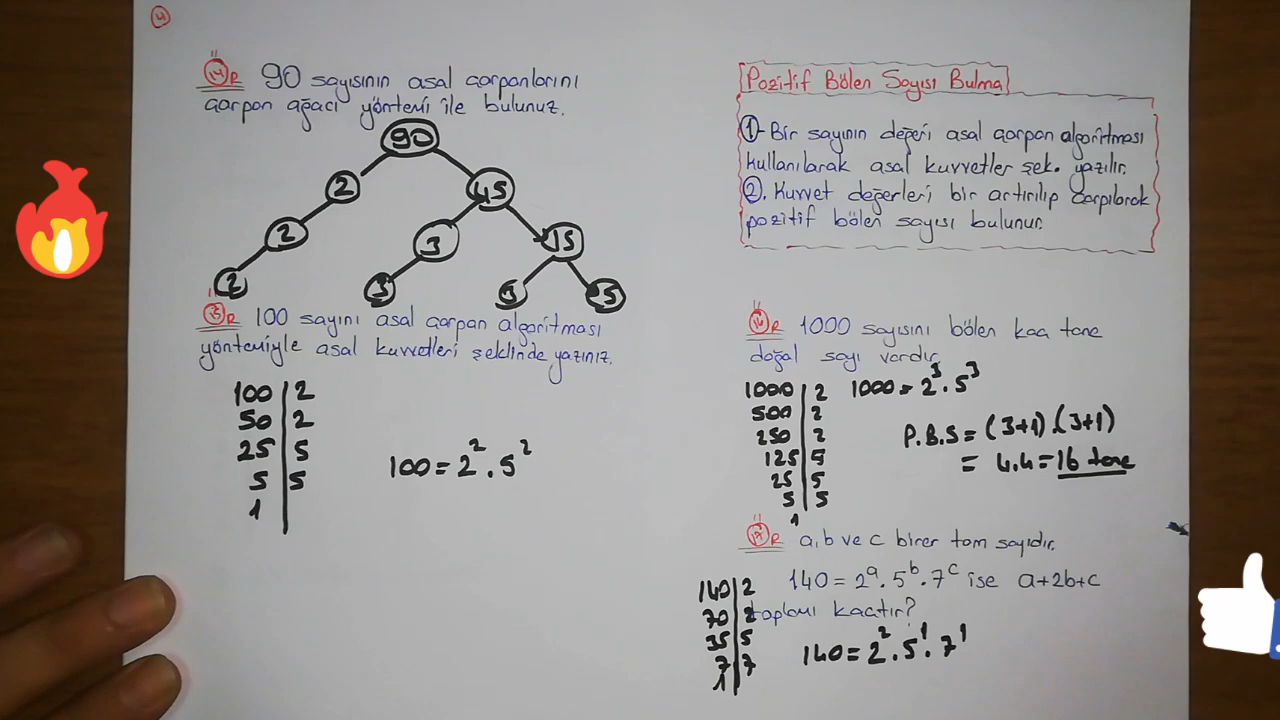 21
14 R 90 sayısının asal çarpanlarını
çarpan ağacı yöntemi ile bulunuz.
90
2 45
2 3 15
2 3 3 5
15 R 100 sayını asal çarpan algoritması
yöntemiyle asal kuvvetleri şeklinde yazınız.
100 | 2
50 | 2
25 | 5
5 | 5
1
100 = 2² . 5²
Pozitif Bölen Sayısı Bulma
1- Bir sayının değeri asal çarpan algoritması
kullanılarak asal kuvvetler şek. yazılır.
2. Kuvvet değerleri bir artırılıp çarpılarak
pozitif bölen sayısı bulunur.
16 R 1000 sayısını bölen kaç tane
doğal sayı vardır
1000 | 2
500 | 2
250 | 2
125 | 5
25 | 5
5 | 5
1
1000 = 2³ . 5³
P.B.S = (3+1) . (3+1)
= 4.4 = 16 tane
17 R a, b ve c birer tam sayıdır.
140 = 2ᵃ . 5ᵇ . 7ᶜ ise a+2b+c
toplamı kaçtır?
140 | 2
70 | 2
35 | 5
7 | 7
1
140 = 2² . 5¹ . 7¹